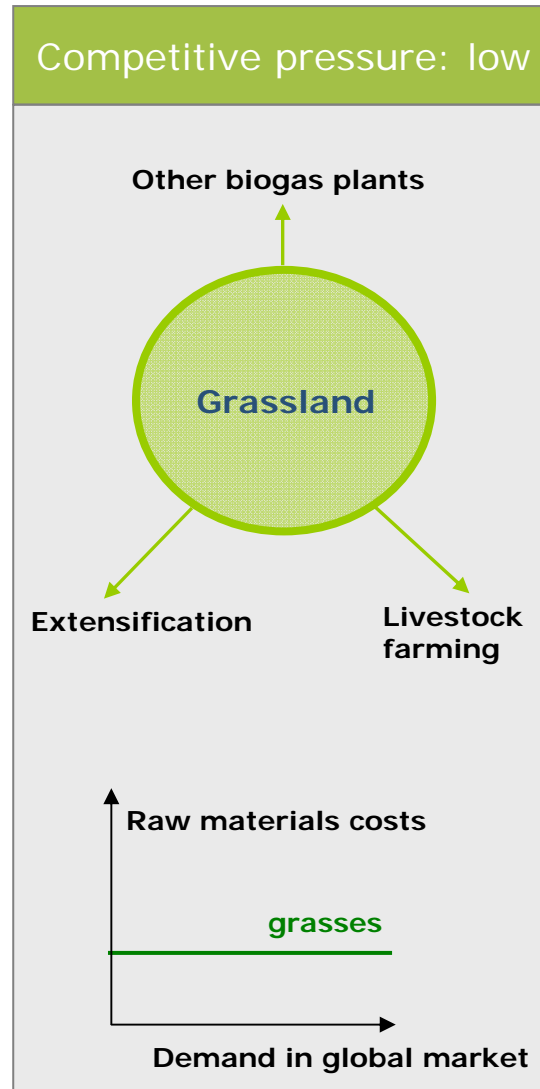 Competitive pressure: low
Other biogas plants
Grassland
Extensification
Livestock
farming
Raw materials costs
grasses
Demand in global market